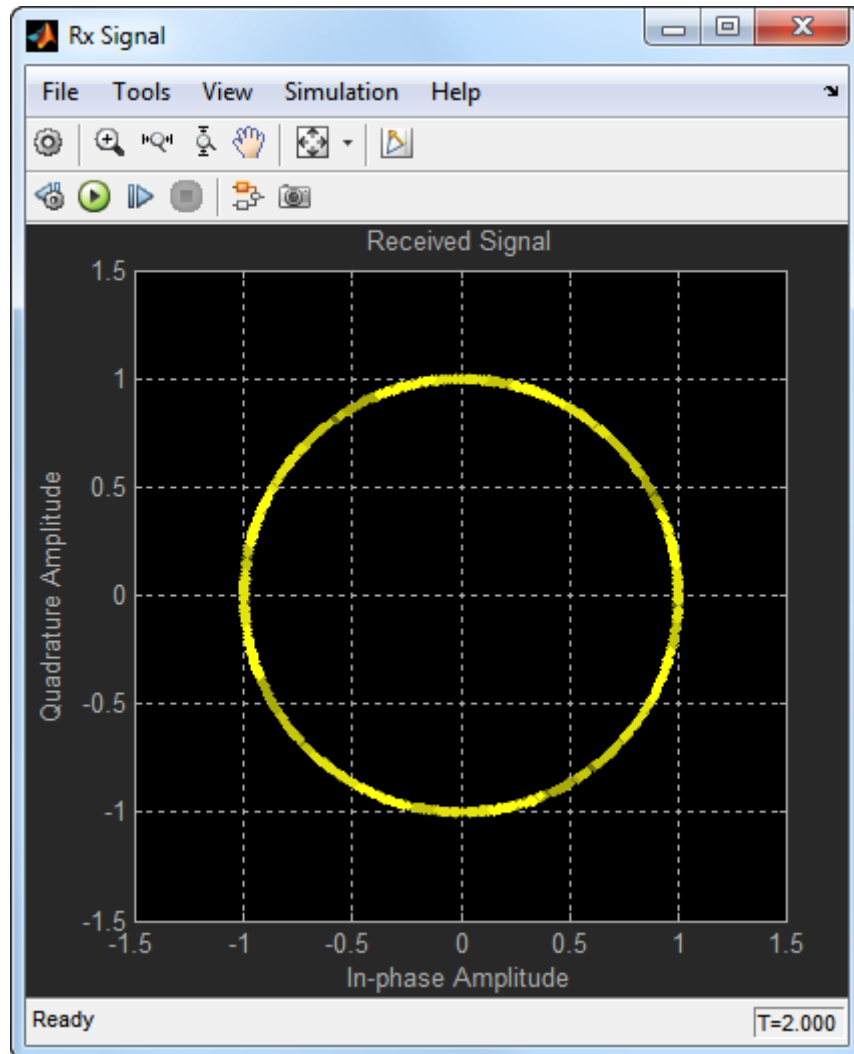 Rx Signal
File Tools View Simulation Help
Received Signal
1.5
1
0.5
0
-0.5
-1
-1.5
Quadrature Amplitude
-1.5 -1 -0.5 0 0.5 1 1.5
In-phase Amplitude
Ready T=2.000